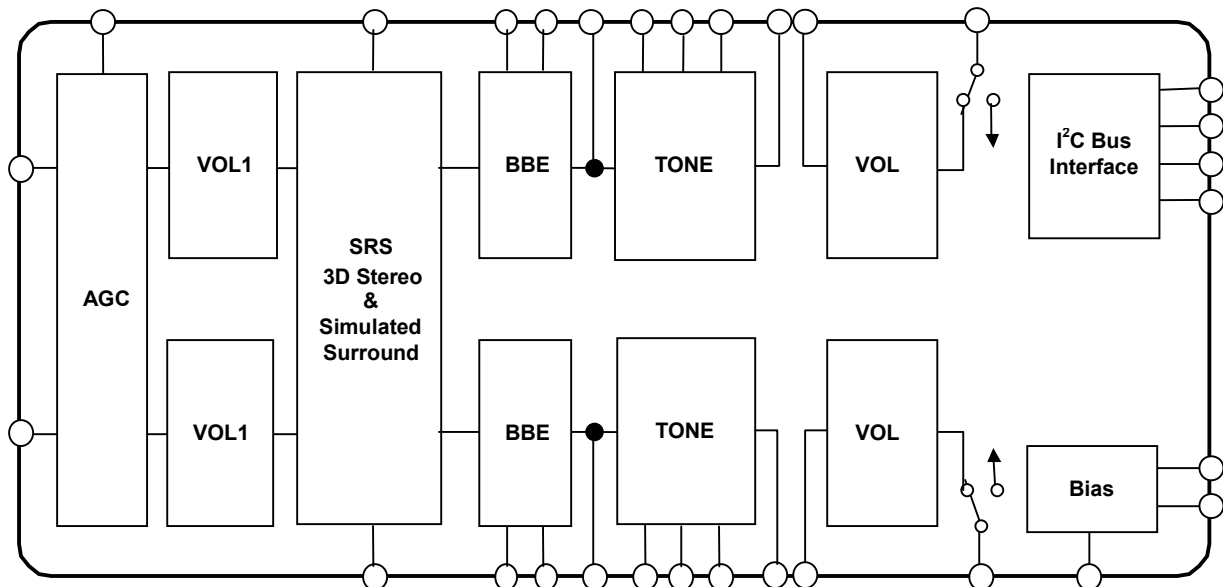 AGC
VOL1
VOL1
SRS
3D Stereo
&
Simulated
Surround
BBE
BBE
TONE
TONE
VOL
VOL
I²C Bus
Interface
Bias